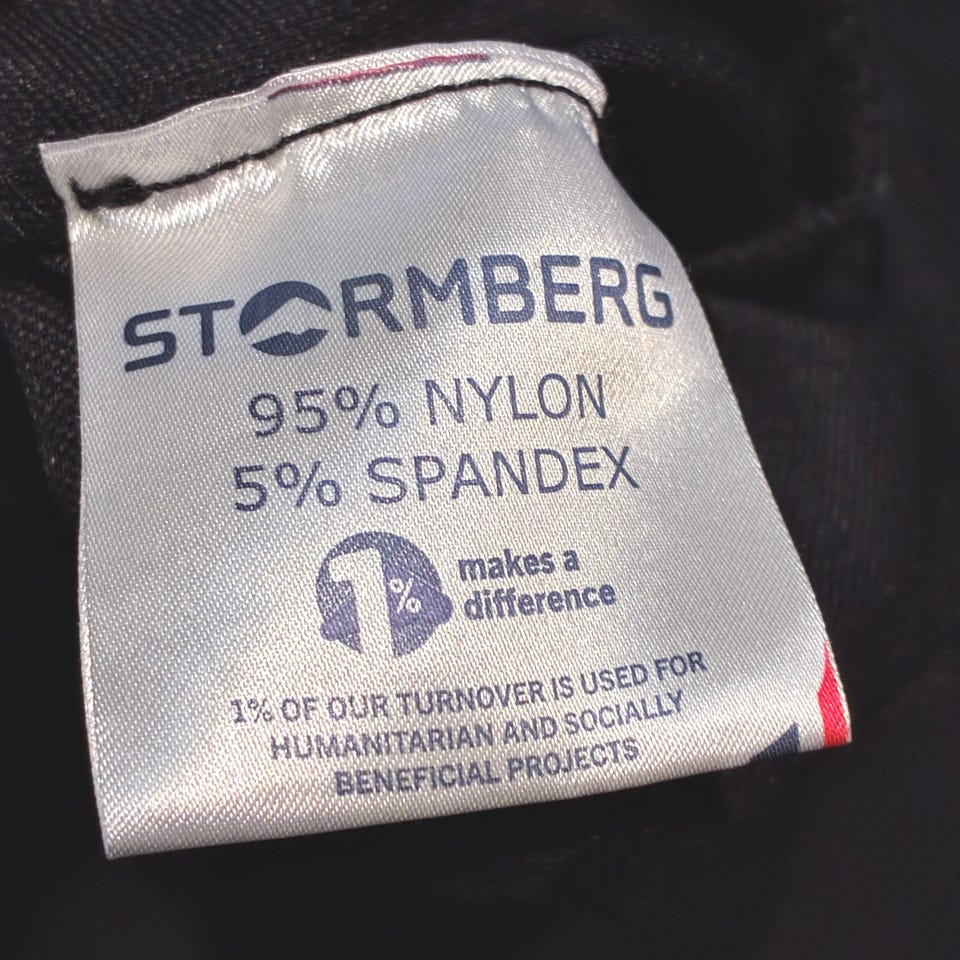 STORMBERG
95% NYLON
5% SPANDEX
1%
makes a
difference
1% OF OUR TURNOVER IS USED FOR
HUMANITARIAN AND SOCIALLY
BENEFICIAL PROJECTS